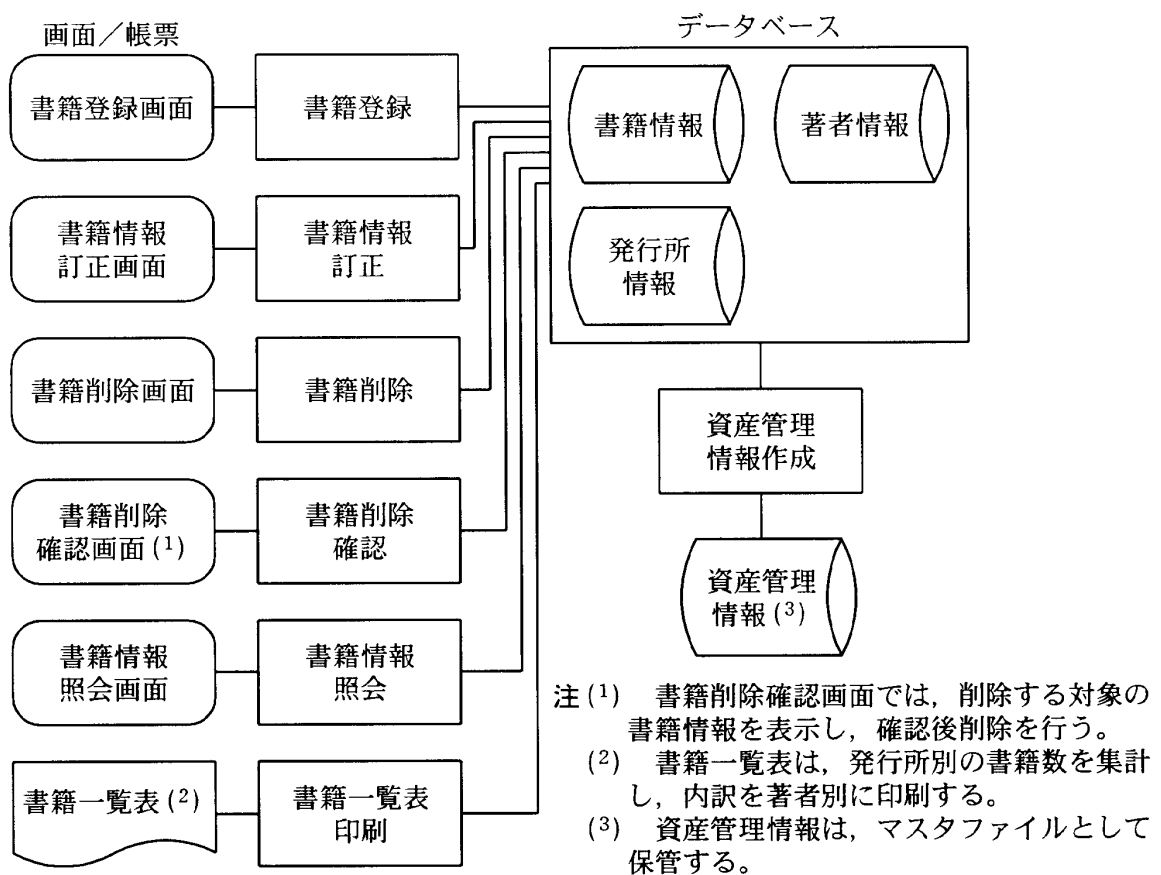 画面／帳票
データベース
書籍登録画面
書籍登録
書籍情報
著者情報
書籍情報
訂正画面
書籍情報
訂正
発行所
情報
書籍削除画面
書籍削除
資産管理
情報作成
書籍削除
確認画面(1)
書籍削除
確認
資産管理
情報(3)
書籍情報
照会画面
書籍情報
照会
書籍一覧表(2)
書籍一覧表
印刷
注(1) 書籍削除確認画面では，削除する対象の
書籍情報を表示し，確認後削除を行う。
(2) 書籍一覧表は，発行所別の書籍数を集計
し，内訳を著者別に印刷する。
(3) 資産管理情報は，マスタファイルとして
保管する。